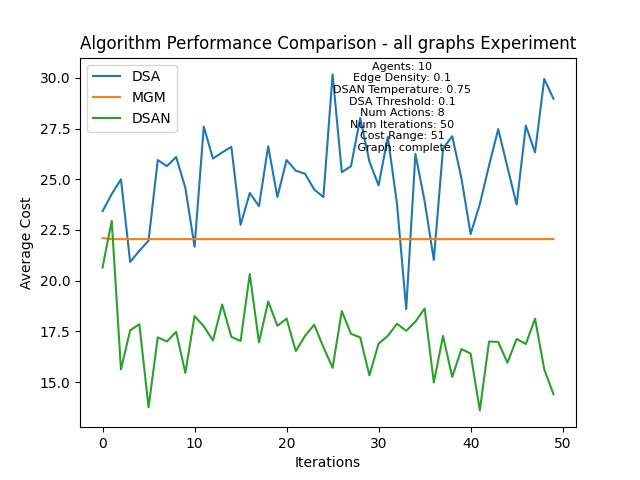 Algorithm Performance Comparison - all graphs Experiment
DSA
MGM
DSAN
Agents: 10
Edge Density: 0.1
DSAN Temperature: 0.75
DSA Threshold: 0.1
Num Actions: 8
Num Iterations: 50
Cost Range: 51
Graph: complete
30.0
27.5
25.0
22.5
20.0
17.5
15.0
Average Cost
0
10
20
30
40
50
Iterations